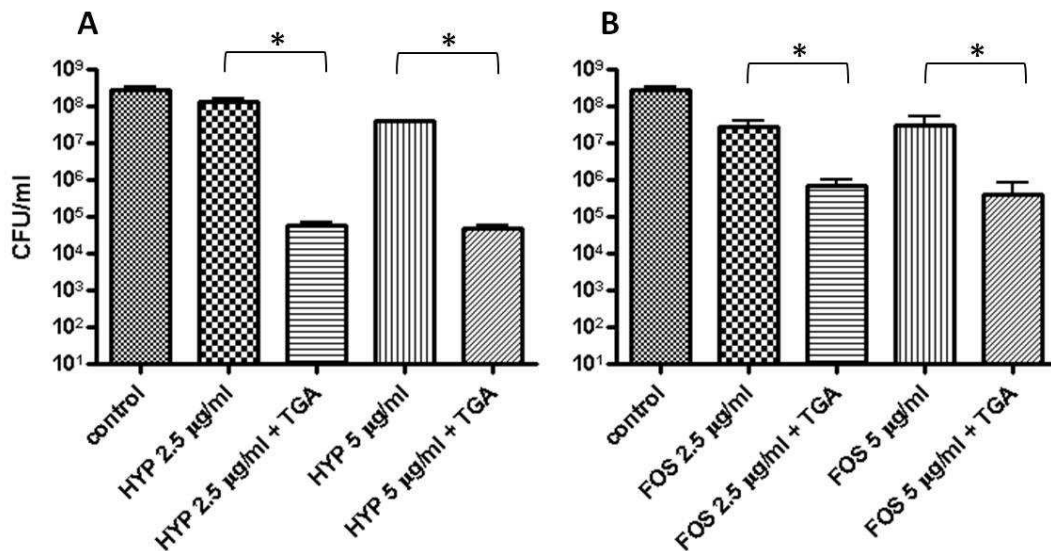 A
*
*
CFU/ml
10⁹
10⁸
10⁷
10⁶
10⁵
10⁴
10³
10²
10¹
control
HYP 2.5 µg/ml
HYP 2.5 µg/ml + TGA
HYP 5 µg/ml
HYP 5 µg/ml + TGA
B
*
*
10⁹
10⁸
10⁷
10⁶
10⁵
10⁴
10³
10²
10¹
control
FOS 2.5 µg/ml
FOS 2.5 µg/ml + TGA
FOS 5 µg/ml
FOS 5 µg/ml + TGA